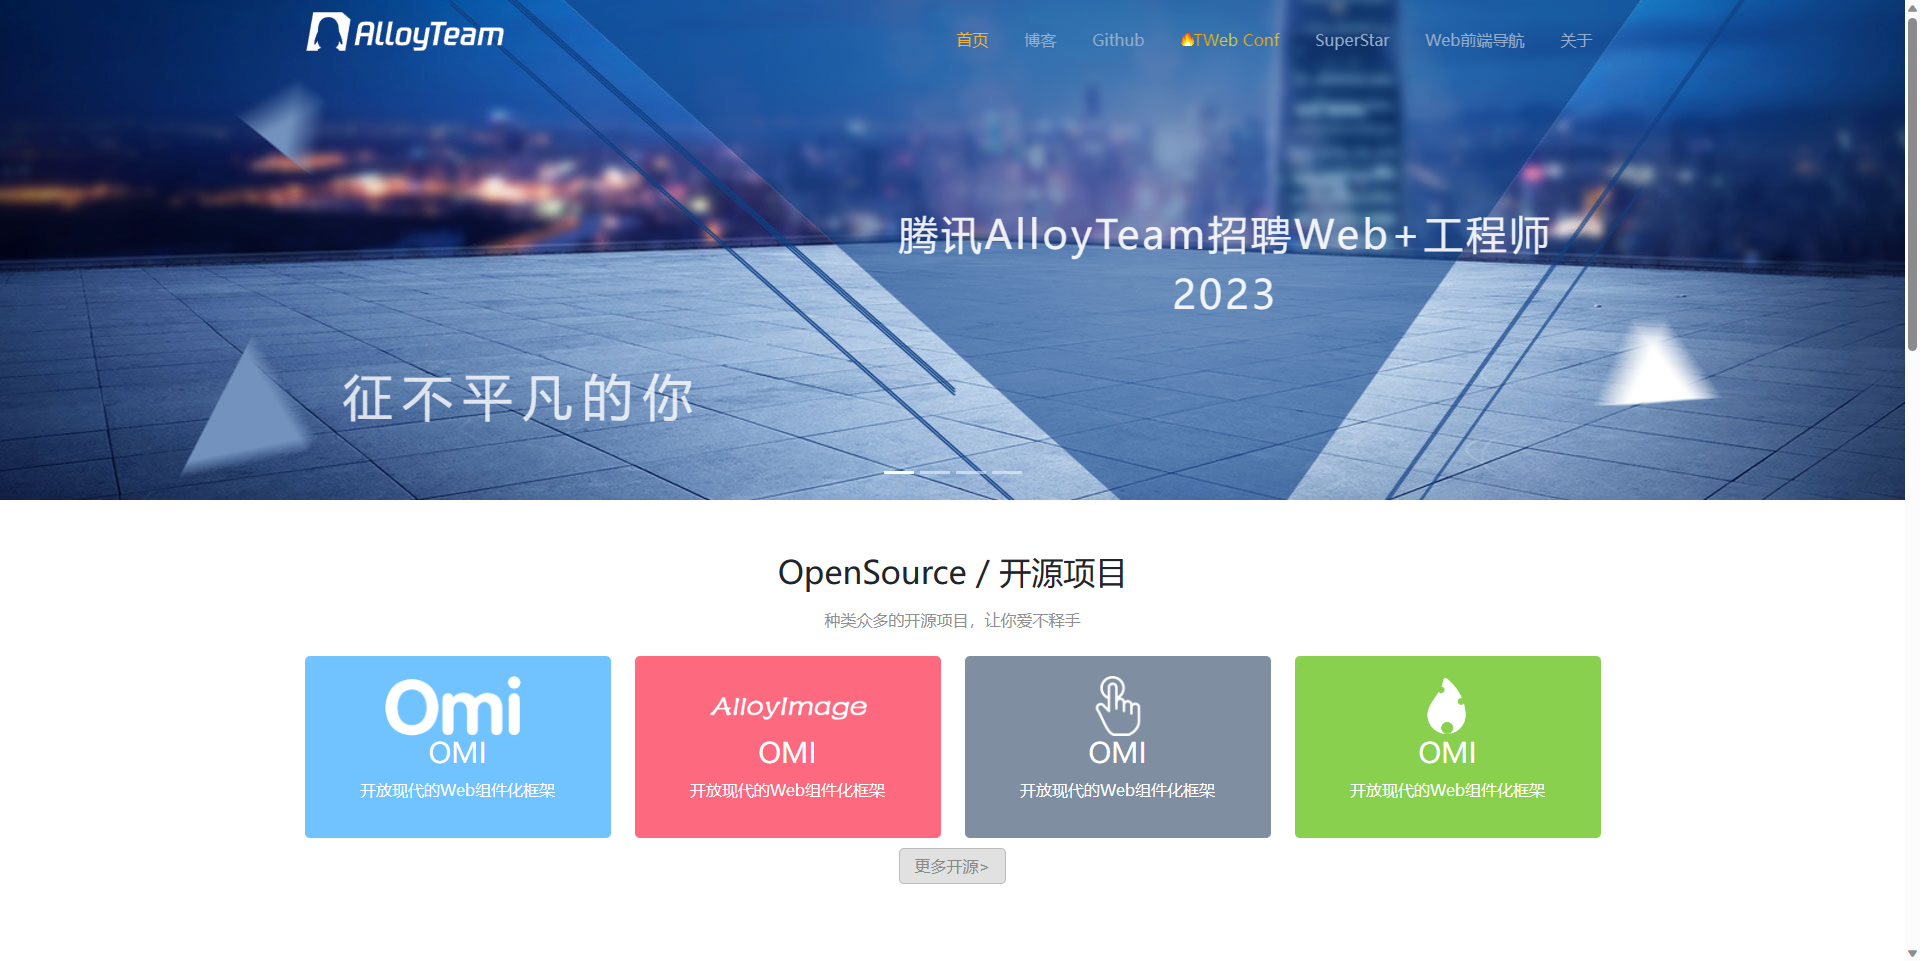 AlloyTeam
首页 博客 Github 🔥TWeb Conf SuperStar Web前端导航 关于
腾讯AlloyTeam招聘Web+工程师
2023
征不平凡的你
OpenSource / 开源项目
种类众多的开源项目，让你爱不释手
Omi
OMI
开放现代的Web组件化框架
AlloyImage
OMI
开放现代的Web组件化框架
OMI
开放现代的Web组件化框架
OMI
开放现代的Web组件化框架
更多开源>